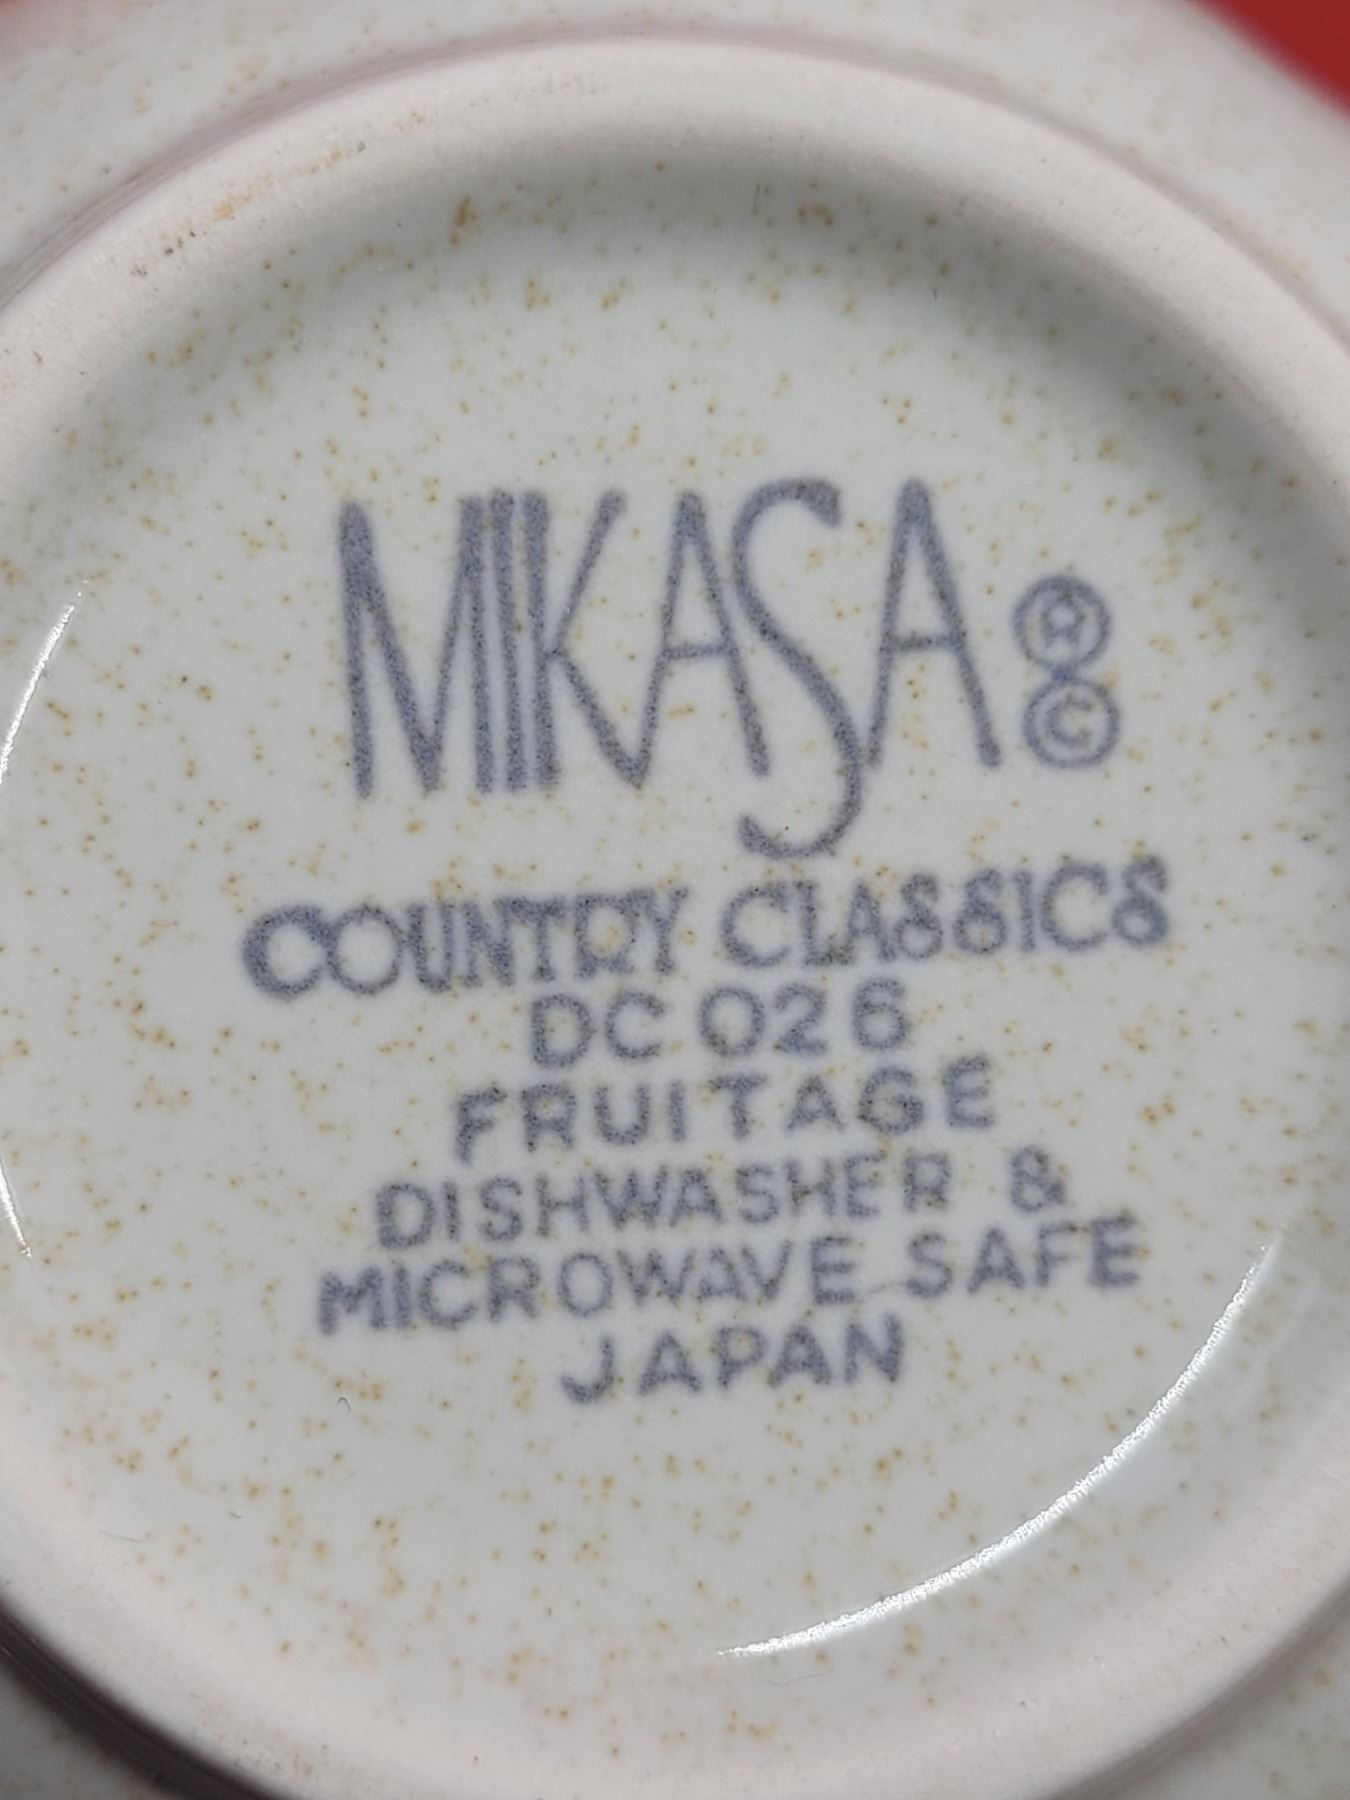 MIKASA ® ©
COUNTRY CLASSICS
DC 026
FRUITAGE
DISHWASHER &
MICROWAVE SAFE
JAPAN